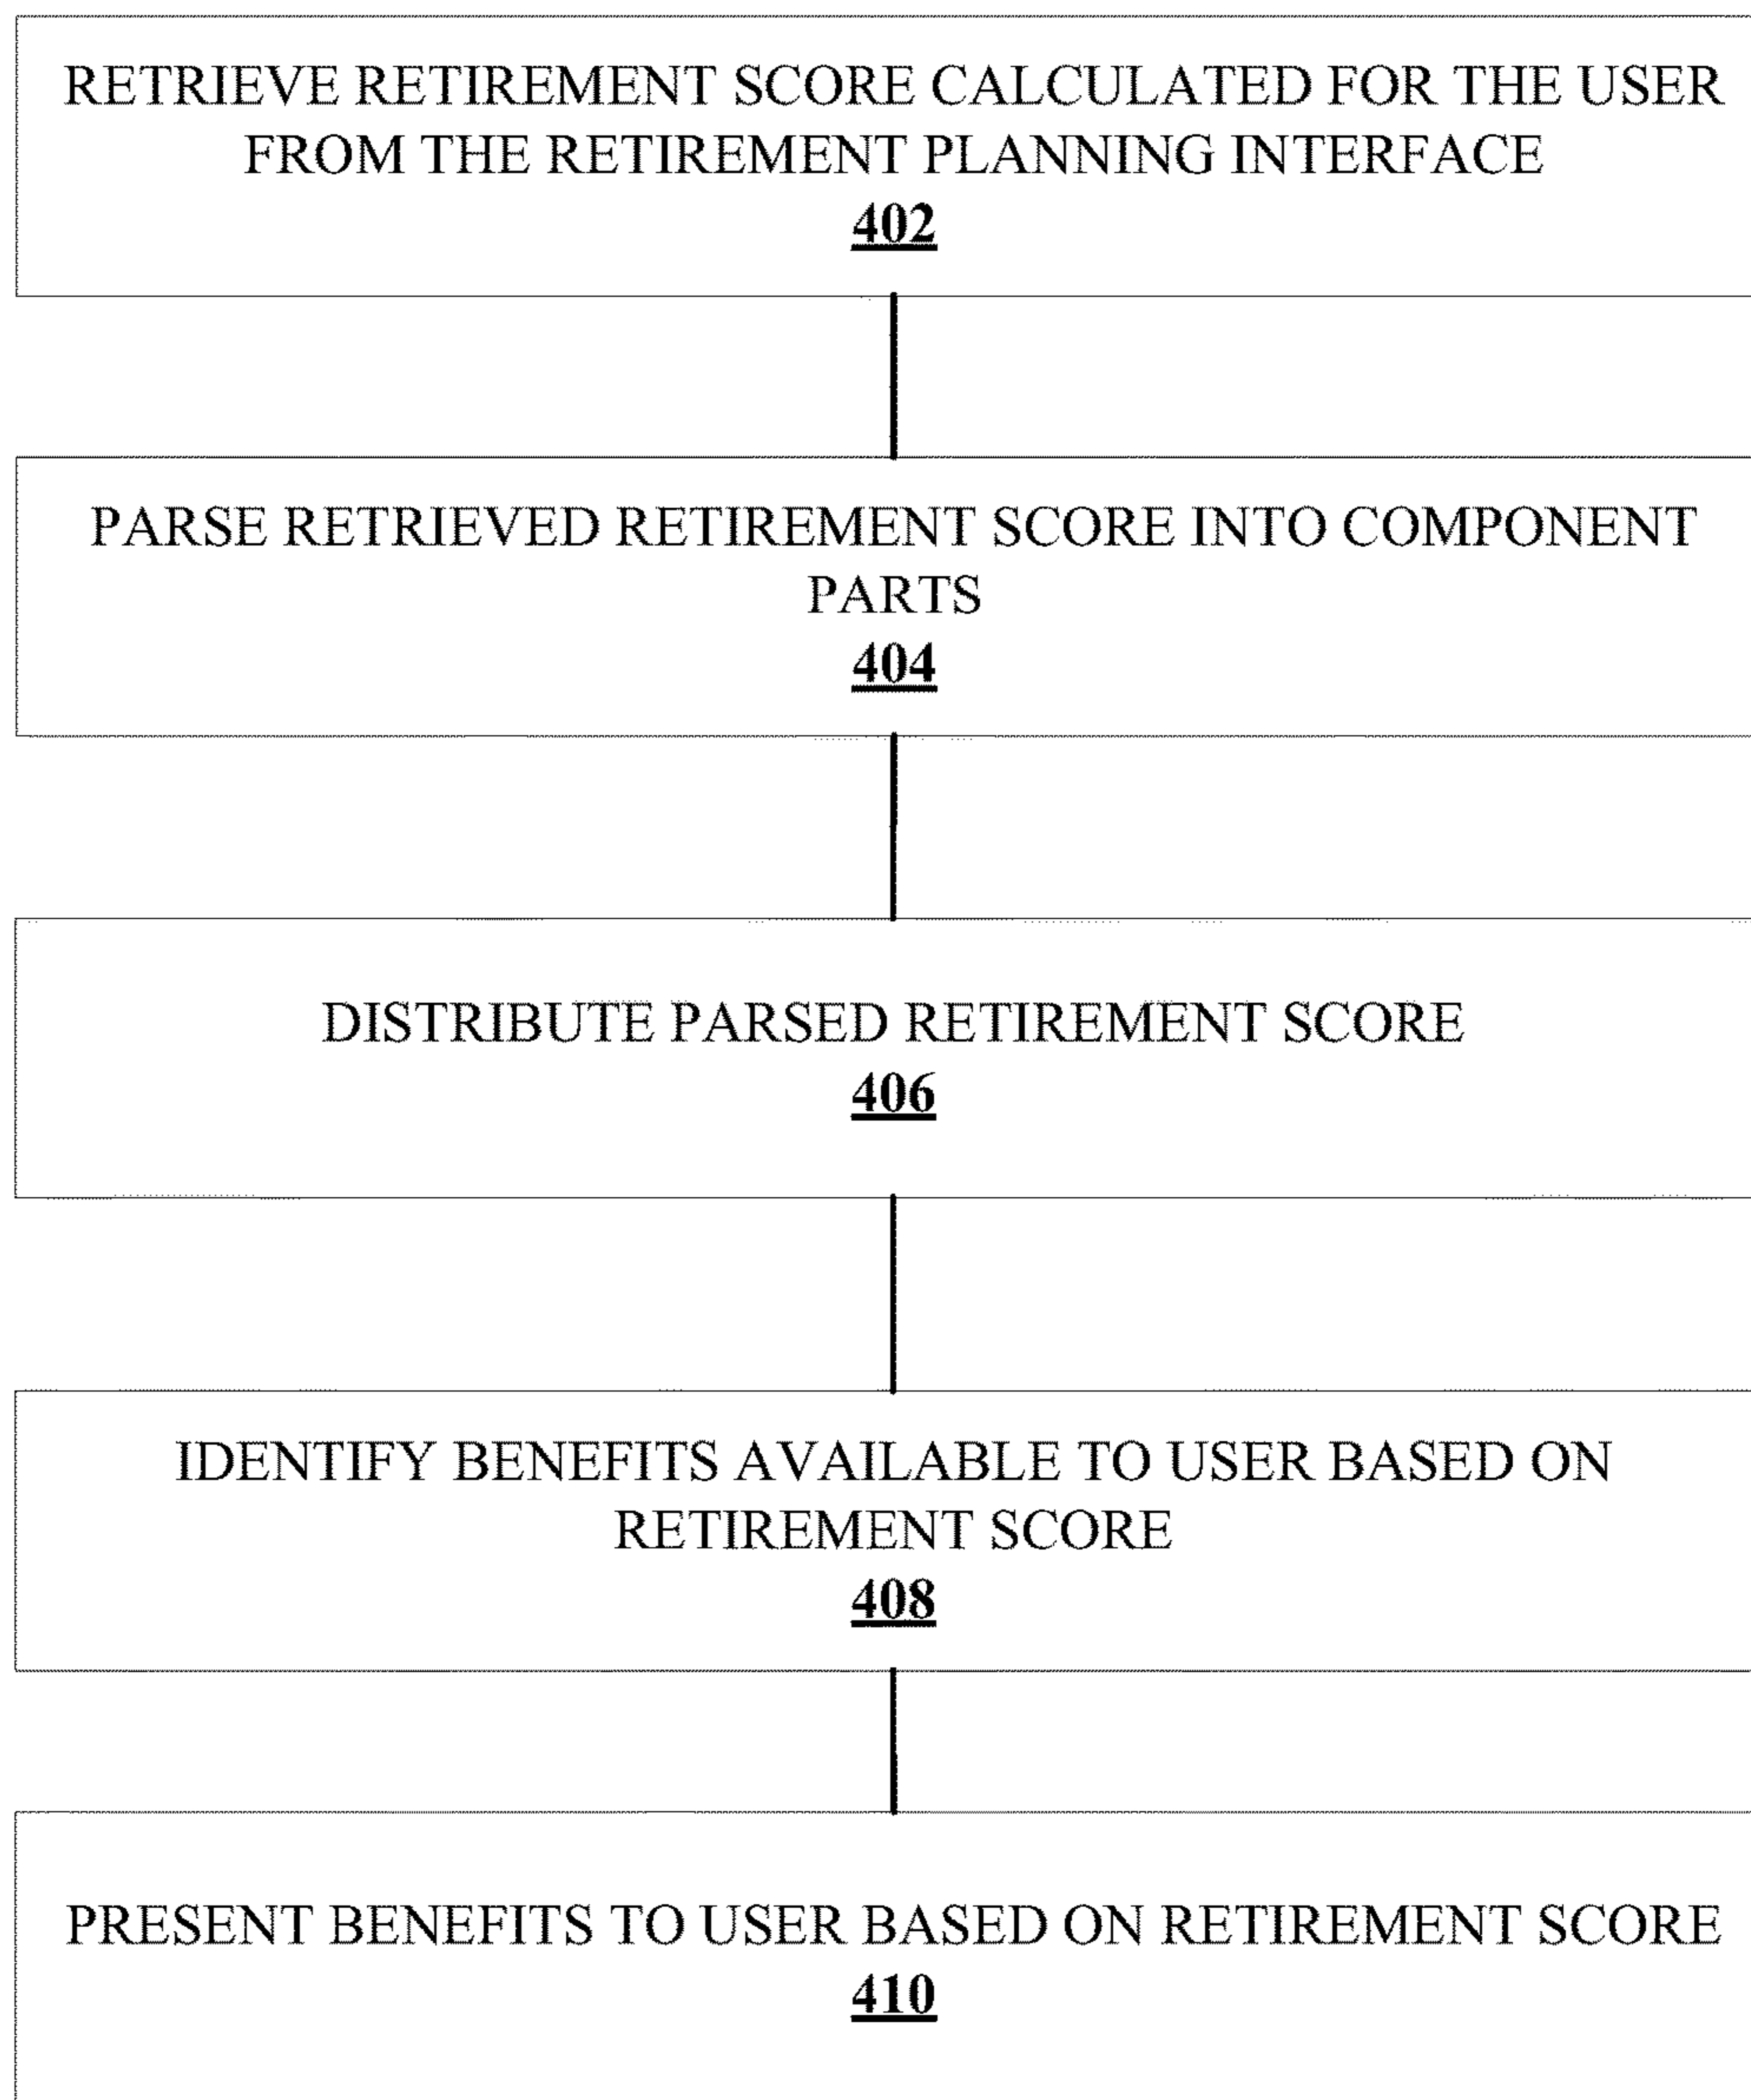 RETRIEVE RETIREMENT SCORE CALCULATED FOR THE USER
FROM THE RETIREMENT PLANNING INTERFACE
402
PARSE RETRIEVED RETIREMENT SCORE INTO COMPONENT
PARTS
404
DISTRIBUTE PARSED RETIREMENT SCORE
406
IDENTIFY BENEFITS AVAILABLE TO USER BASED ON
RETIREMENT SCORE
408
PRESENT BENEFITS TO USER BASED ON RETIREMENT SCORE
410